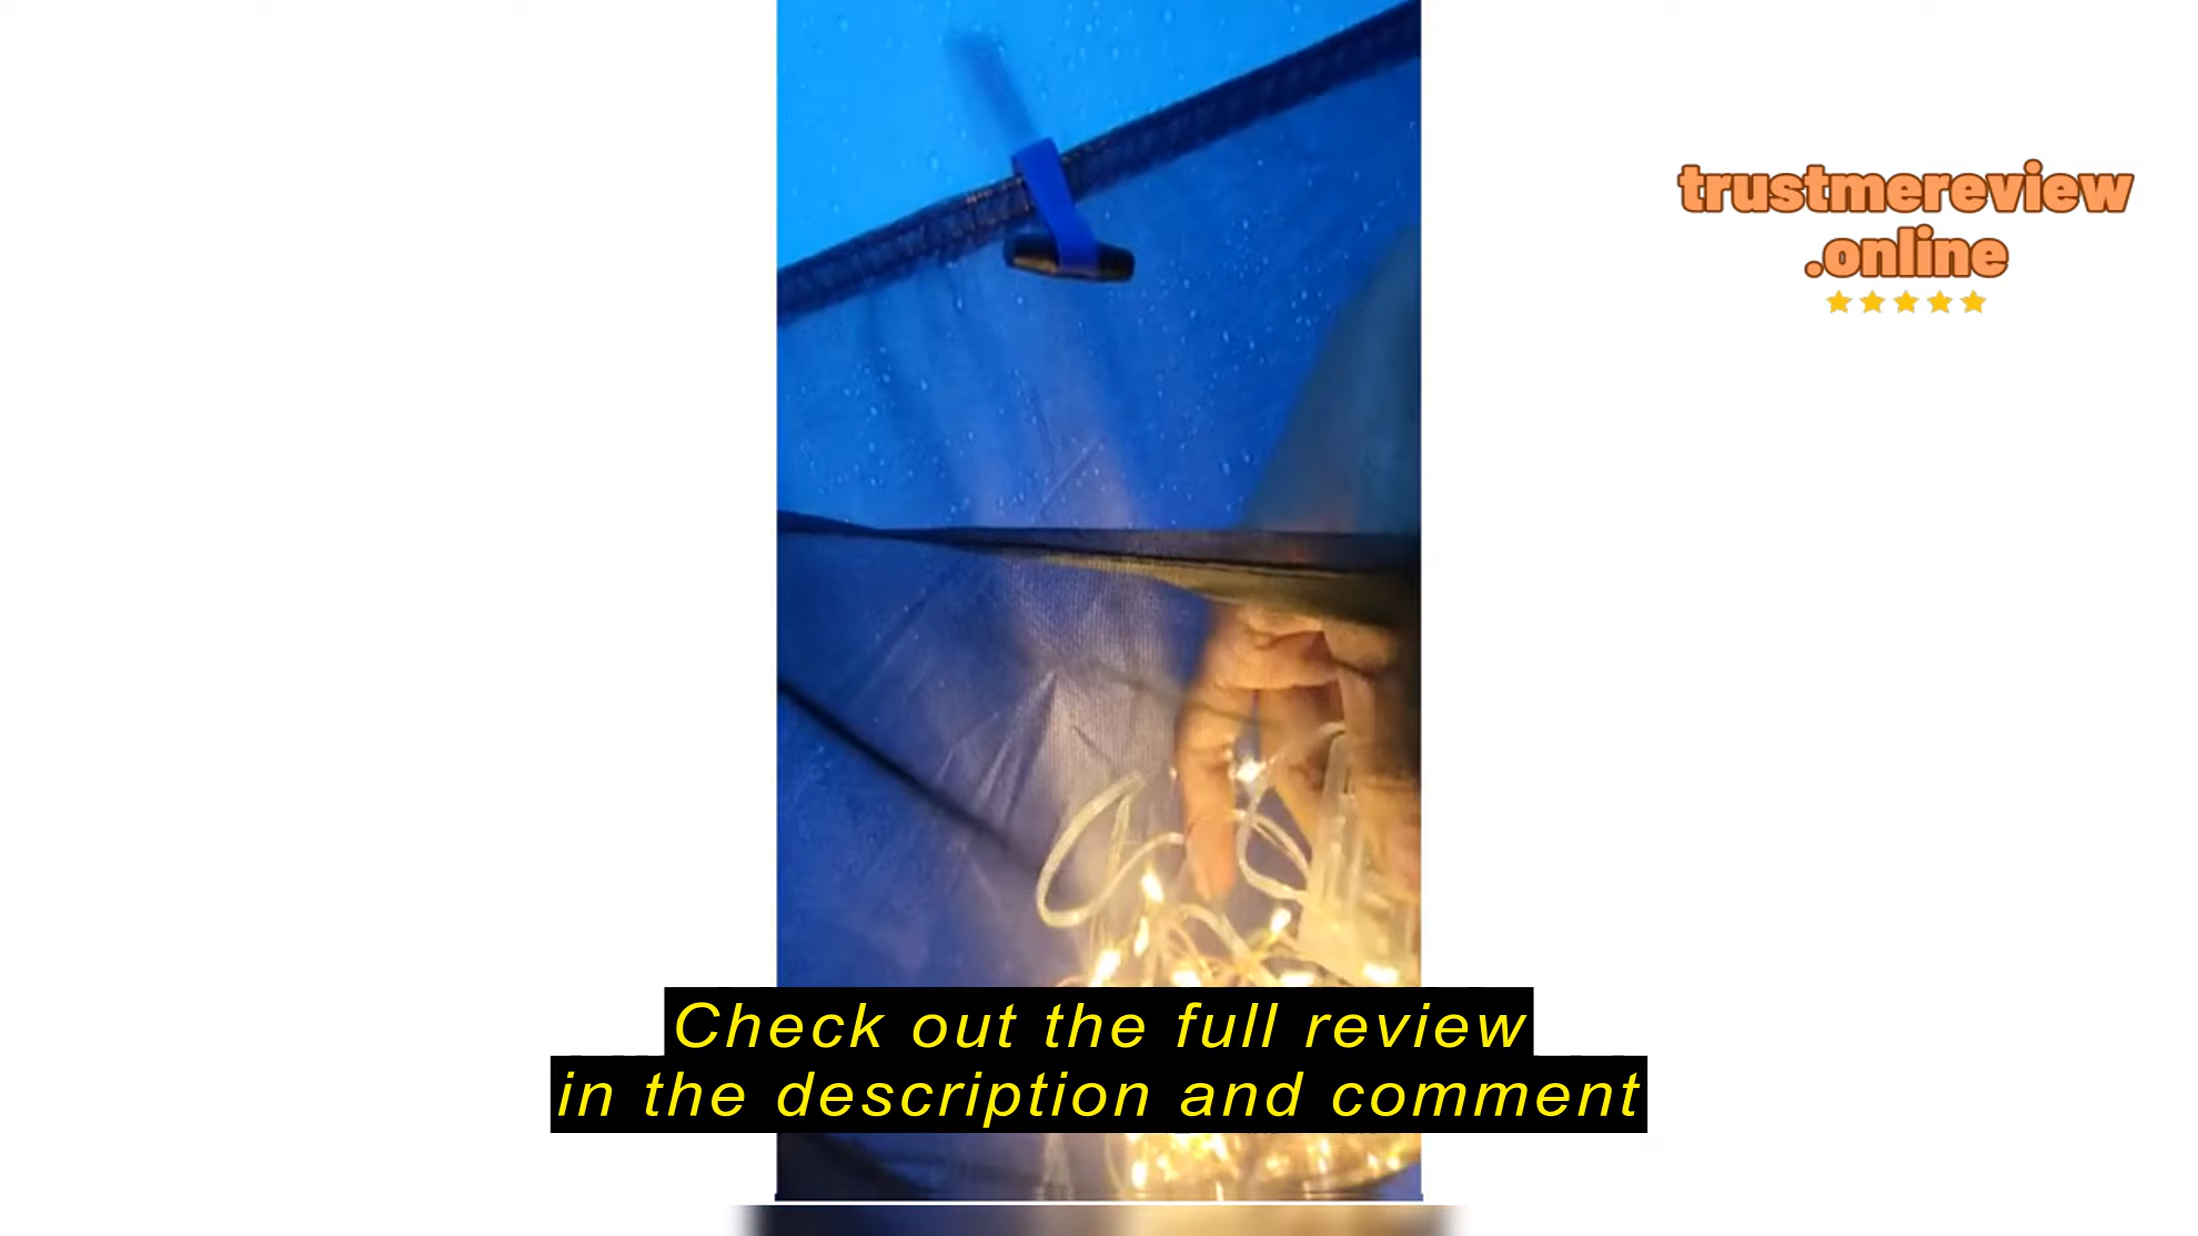 trustmereview
.online
Check out the full review
in the description and comment